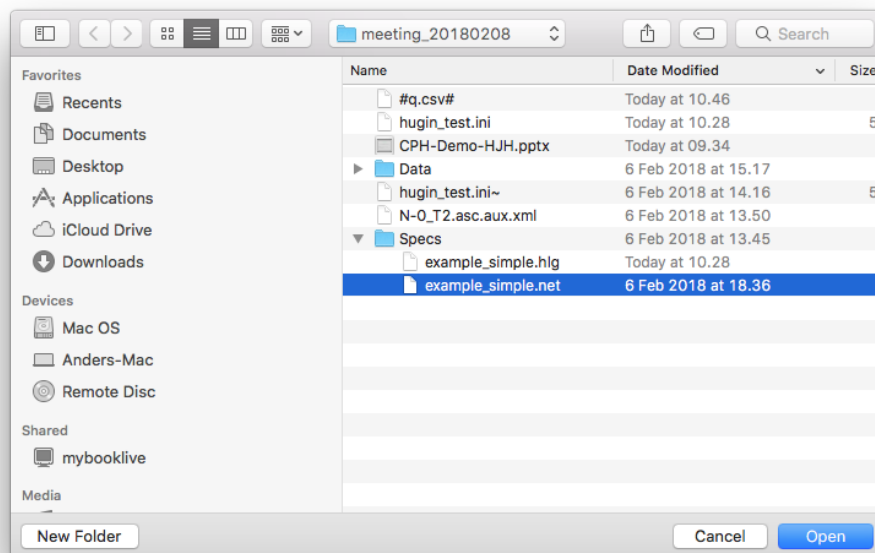 meeting_20180208
Search
Favorites
Recents
Documents
Desktop
Applications
iCloud Drive
Downloads
Devices
Mac OS
Anders-Mac
Remote Disc
Shared
mybooklive
Media
Name Date Modified Size
#q.csv# Today at 10.46
hugin_test.ini Today at 10.28 5
CPH-Demo-HJH.pptx Today at 09.34
Data 6 Feb 2018 at 15.17
hugin_test.ini~ 6 Feb 2018 at 14.16 5
N-0_T2.asc.aux.xml 6 Feb 2018 at 13.50
Specs 6 Feb 2018 at 13.45
example_simple.hlg Today at 10.28
example_simple.net 6 Feb 2018 at 18.36
New Folder Cancel Open